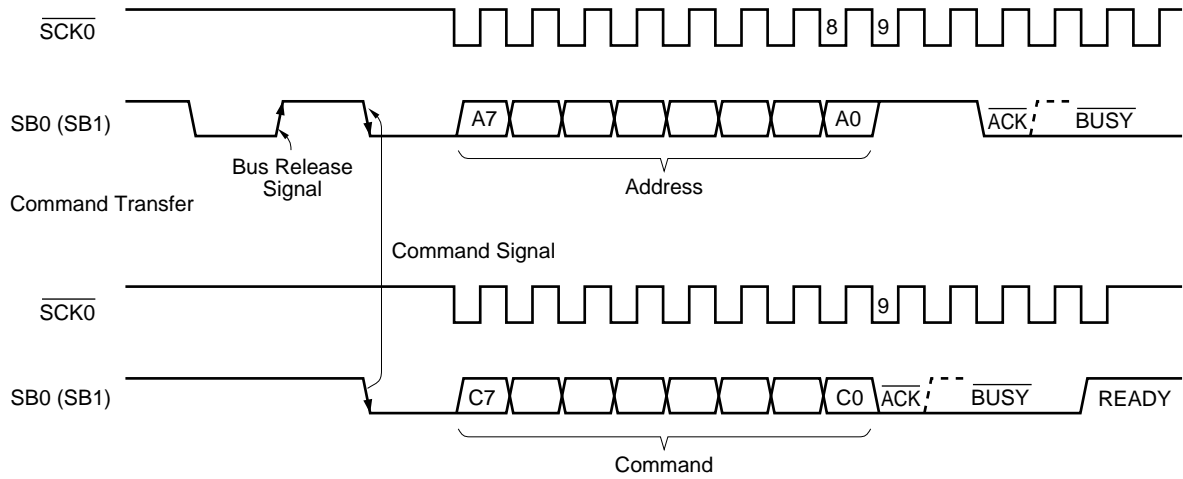 SCK0
8 9
SB0 (SB1)
A7 A0 ACK BUSY
Bus Release
Signal
Address
Command Transfer
Command Signal
SCK0
9
SB0 (SB1)
C7 C0 ACK BUSY READY
Command